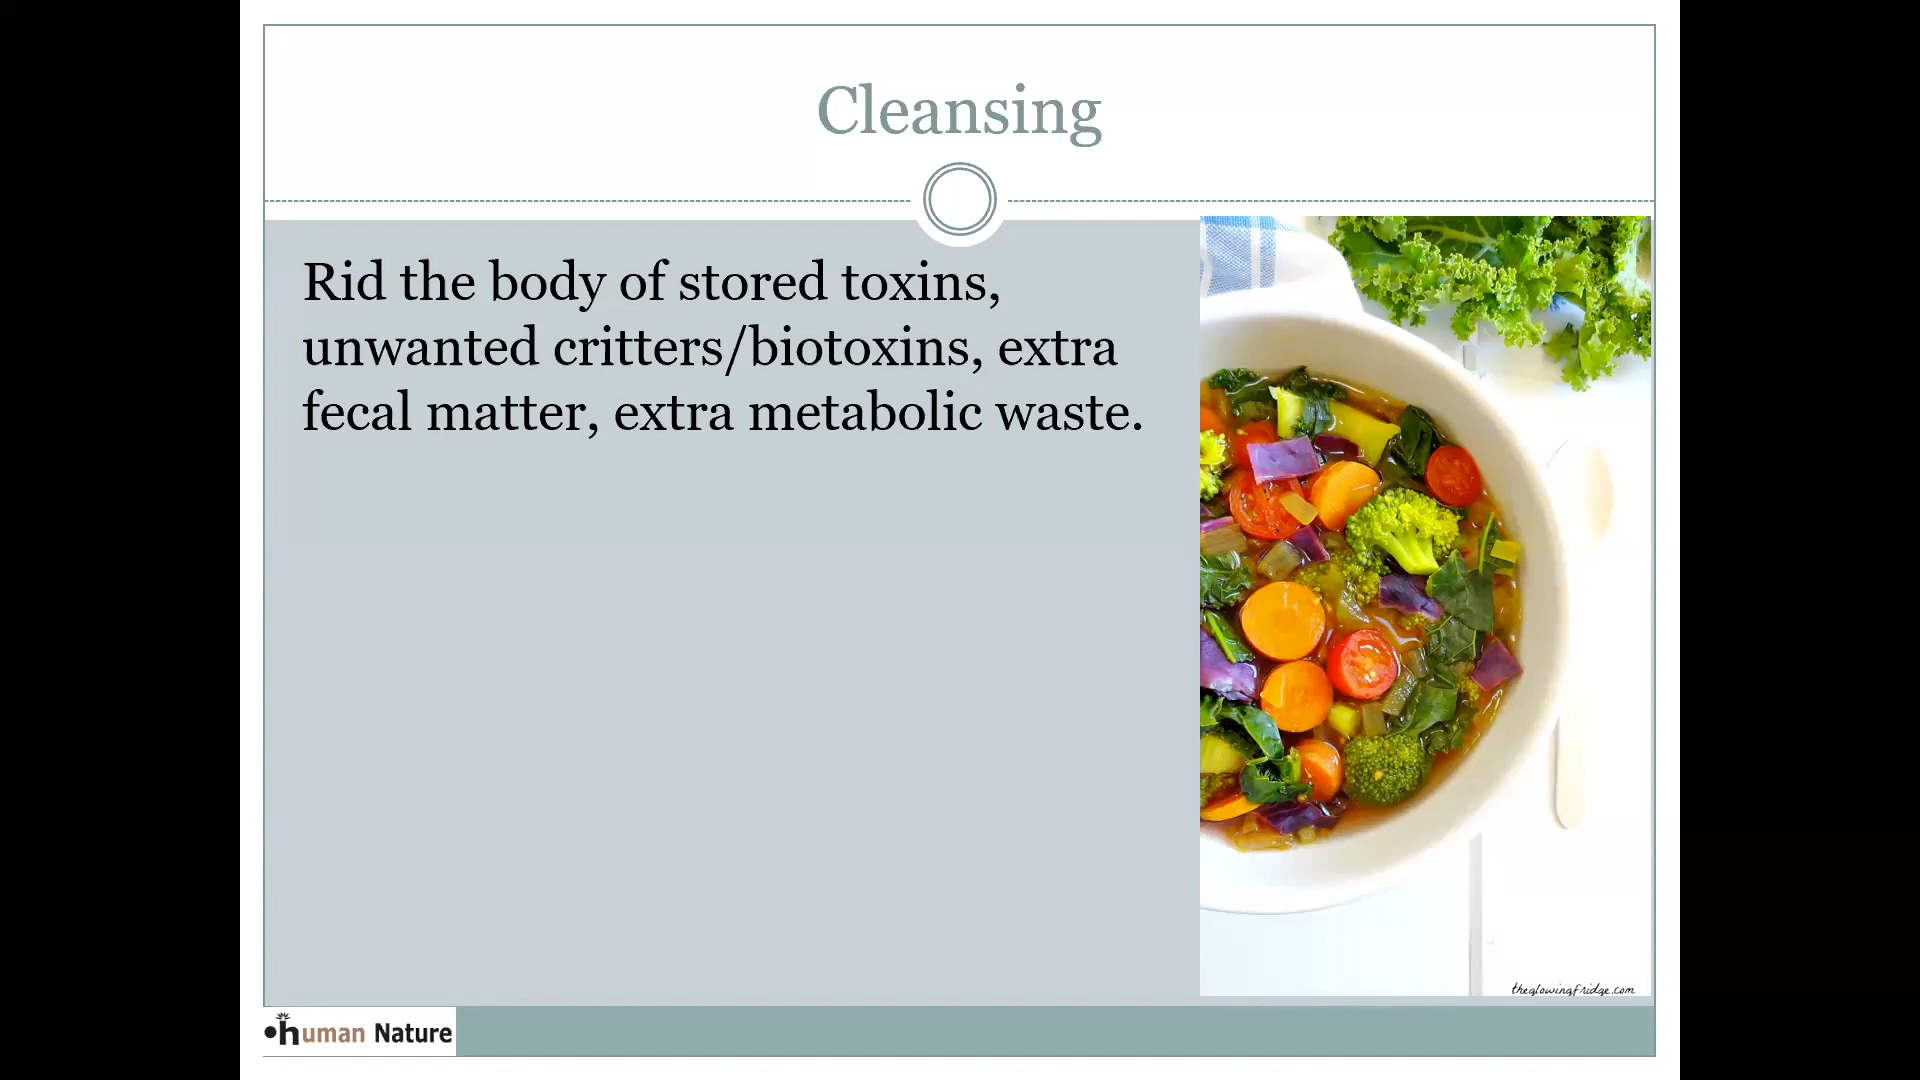 Cleansing
Rid the body of stored toxins,
unwanted critters/biotoxins, extra
fecal matter, extra metabolic waste.
theglowingfridge.com
human Nature